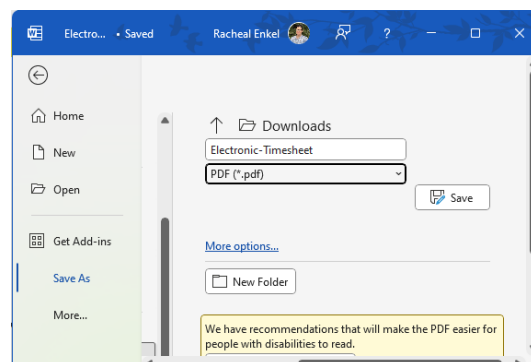 Electro... • Saved
Racheal Enkel
?
Home
New
Open
Get Add-ins
Save As
More...
Downloads
Electronic-Timesheet
PDF (*.pdf)
Save
More options...
New Folder
We have recommendations that will make the PDF easier for
people with disabilities to read.